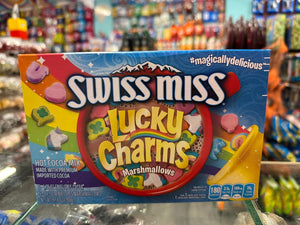 #magicallydelicious
SWISS MISS
Lucky
Charms
Marshmallows
HOT COCOA MIX
MADE WITH PREMIUM
IMPORTED COCOA
180